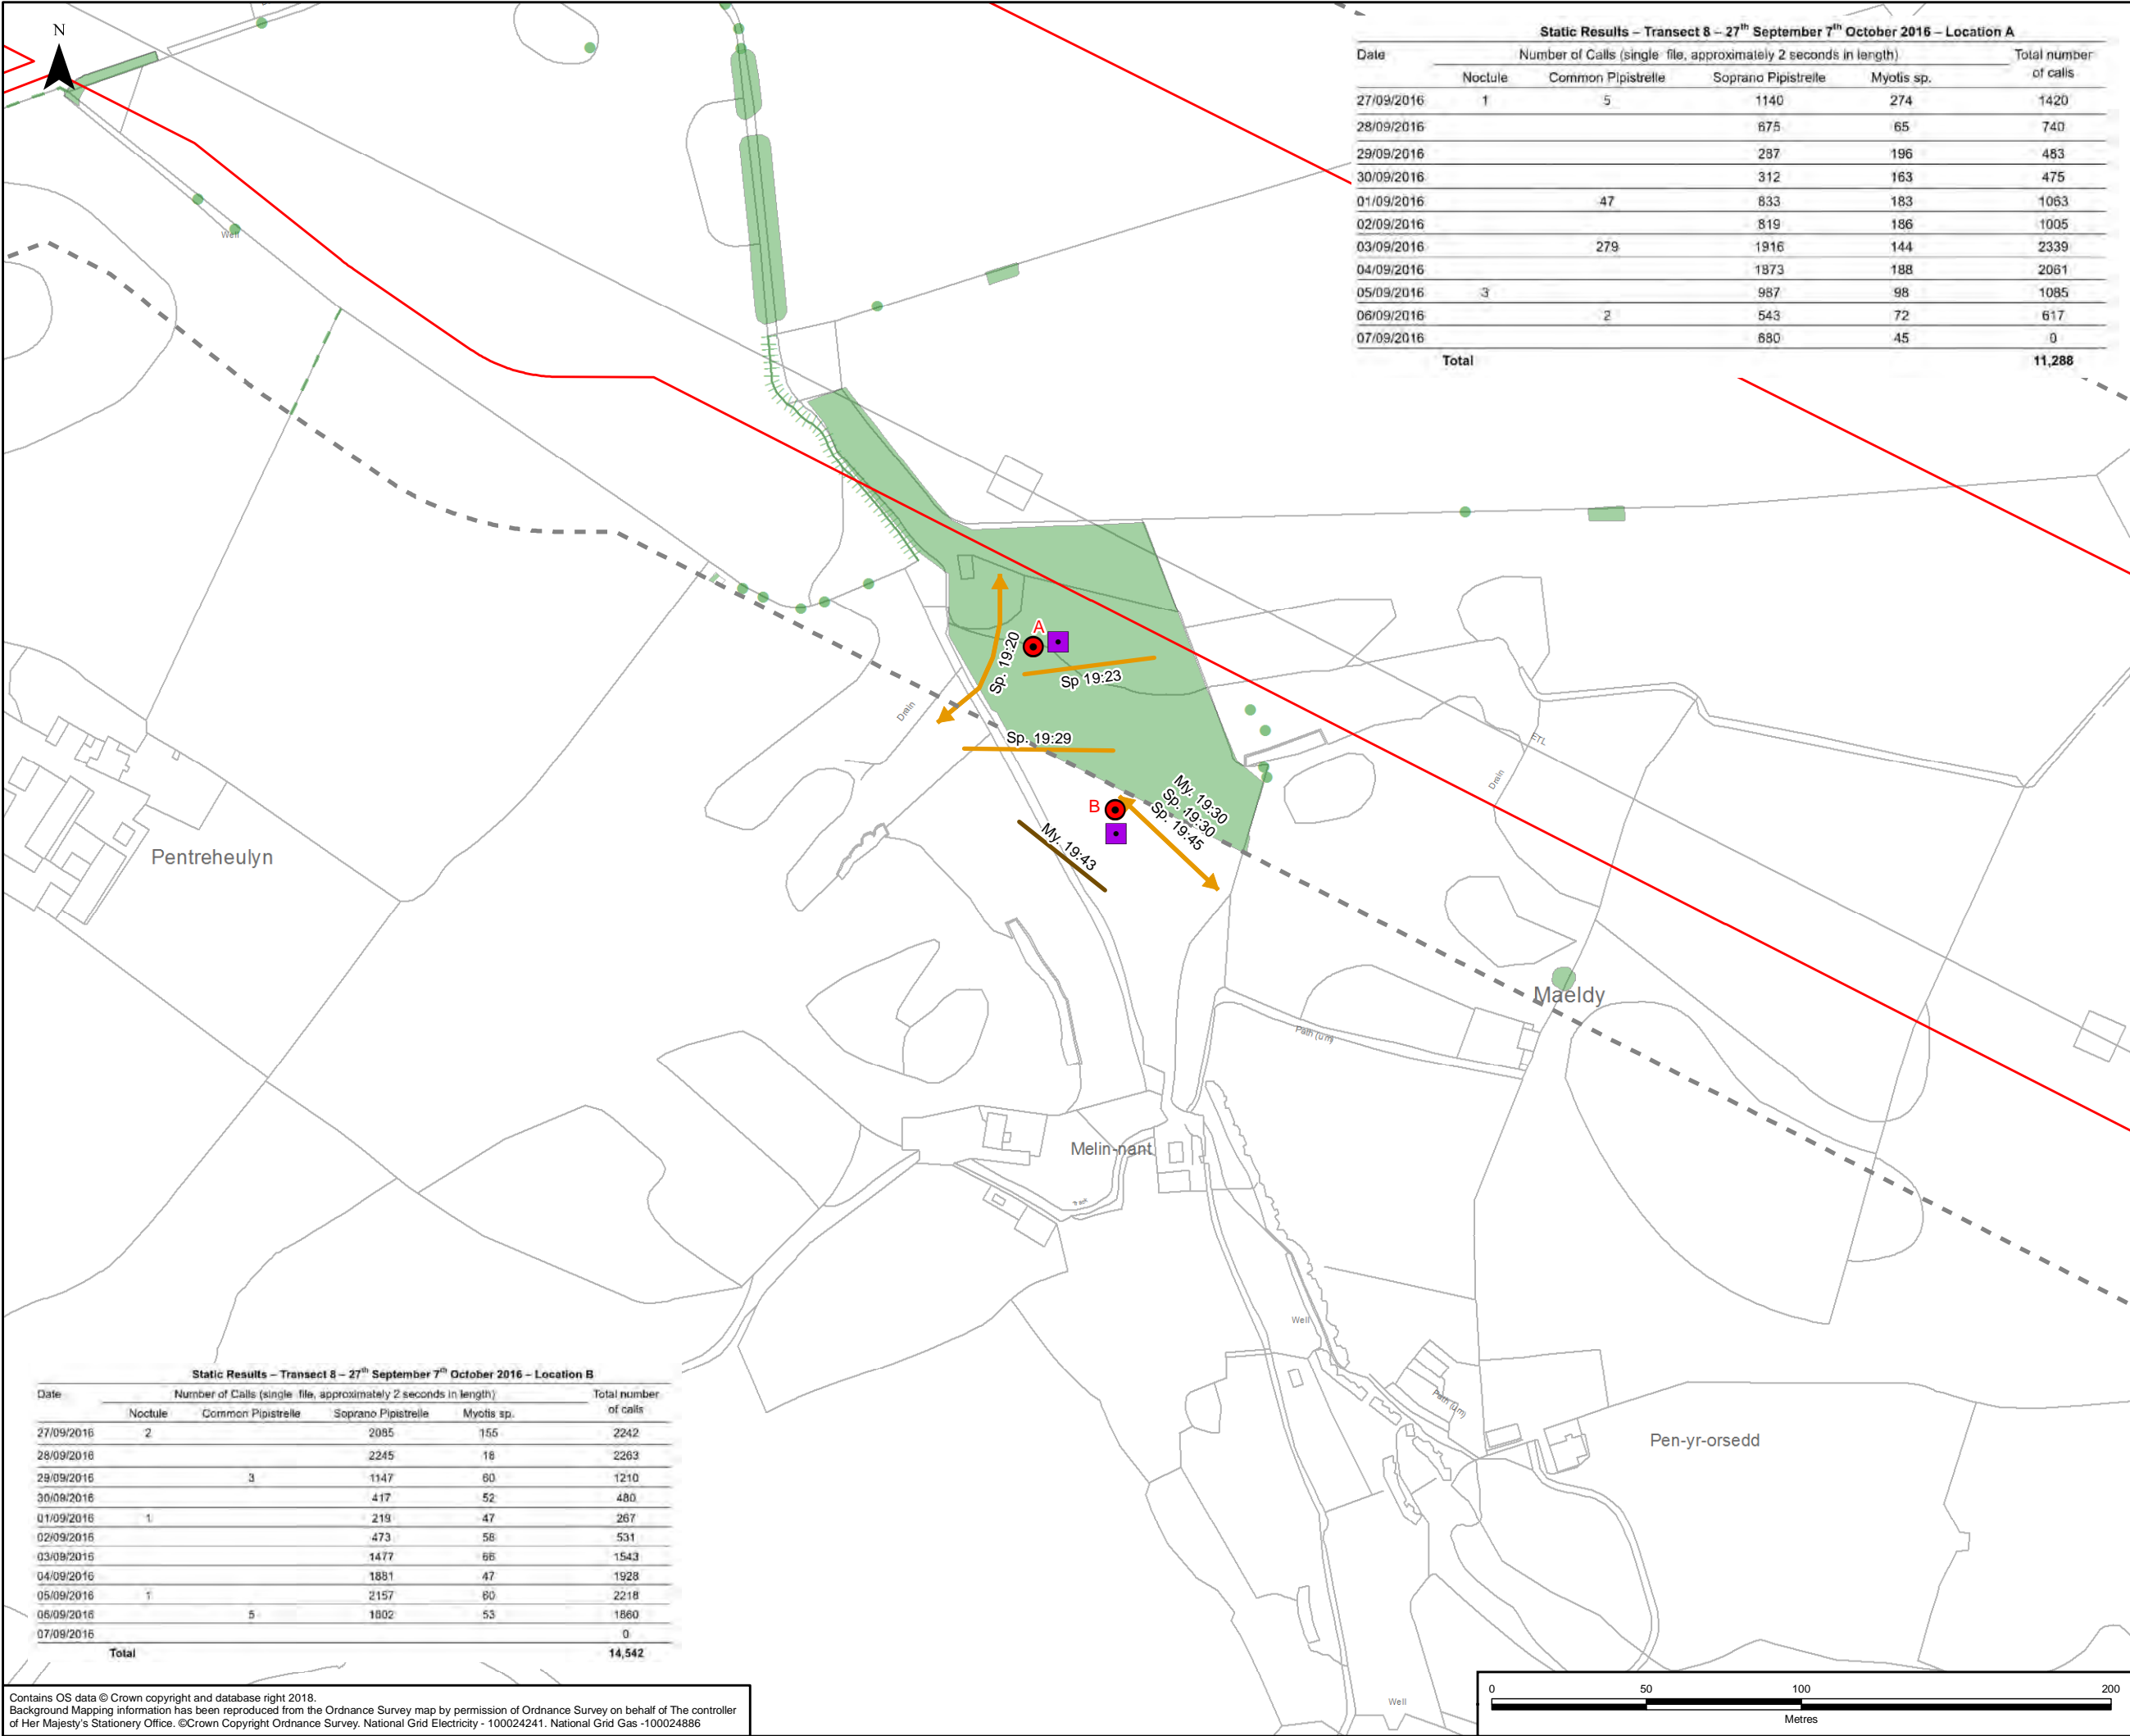 N
Static Results – Transect 8 – 27th September 7th October 2016 – Location A
Date Number of Calls (single file, approximately 2 seconds in length) Total number of calls
Noctule Common Pipistrelle Soprano Pipistrelle Myotis sp.
27/09/2016 1 5 1140 274 1420
28/09/2016 675 65 740
29/09/2016 287 196 483
30/09/2016 312 163 475
01/09/2016 47 833 183 1063
02/09/2016 819 186 1005
03/09/2016 279 1916 144 2339
04/09/2016 1873 188 2061
05/09/2016 3 987 98 1085
06/09/2016 2 543 72 617
07/09/2016 680 45 0
Total 11,288
Well
A
Sp. 19:20
Sp 19:23
Drain
Sp. 19:29
ETL
Drain
My. 19:30
Sp. 19:30
Sp. 19:45
B
My. 19:43
Pentreheulyn
Maeldy
Path (um)
Melin-nant
Well
Path (um)
Pen-yr-orsedd
Well
Static Results – Transect 8 – 27th September 7th October 2016 – Location B
Date Number of Calls (single file, approximately 2 seconds in length) Total number of calls
Noctule Common Pipistrelle Soprano Pipistrelle Myotis sp.
27/09/2016 2 2085 155 2242
28/09/2016 2245 18 2263
29/09/2016 3 1147 60 1210
30/09/2016 417 52 480
01/09/2016 1 219 47 267
02/09/2016 473 58 531
03/09/2016 1477 66 1543
04/09/2016 1881 47 1928
05/09/2016 1 2157 60 2218
06/09/2016 5 1802 53 1860
07/09/2016 0
Total 14,542
Contains OS data © Crown copyright and database right 2018.
Background Mapping information has been reproduced from the Ordnance Survey map by permission of Ordnance Survey on behalf of The controller
of Her Majesty's Stationery Office. ©Crown Copyright Ordnance Survey. National Grid Electricity - 100024241. National Grid Gas -100024886
0 50 100 200
Metres